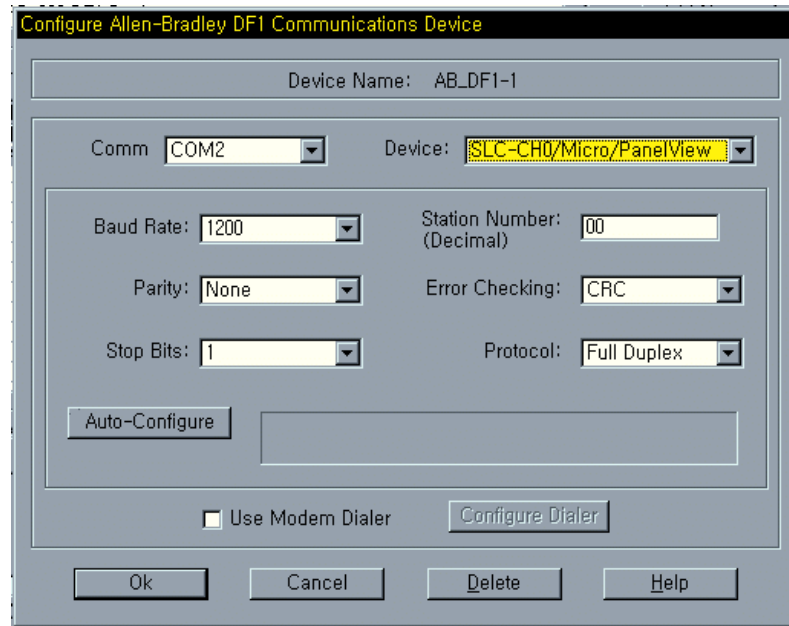 Configure Allen-Bradley DF1 Communications Device
Device Name: AB_DF1-1
Comm COM2 Device: SLC-CH0/Micro/PanelView
Baud Rate: 1200 Station Number: 00
(Decimal)
Parity: None Error Checking: CRC
Stop Bits: 1 Protocol: Full Duplex
Auto-Configure
Use Modem Dialer Configure Dialer
Ok Cancel Delete Help